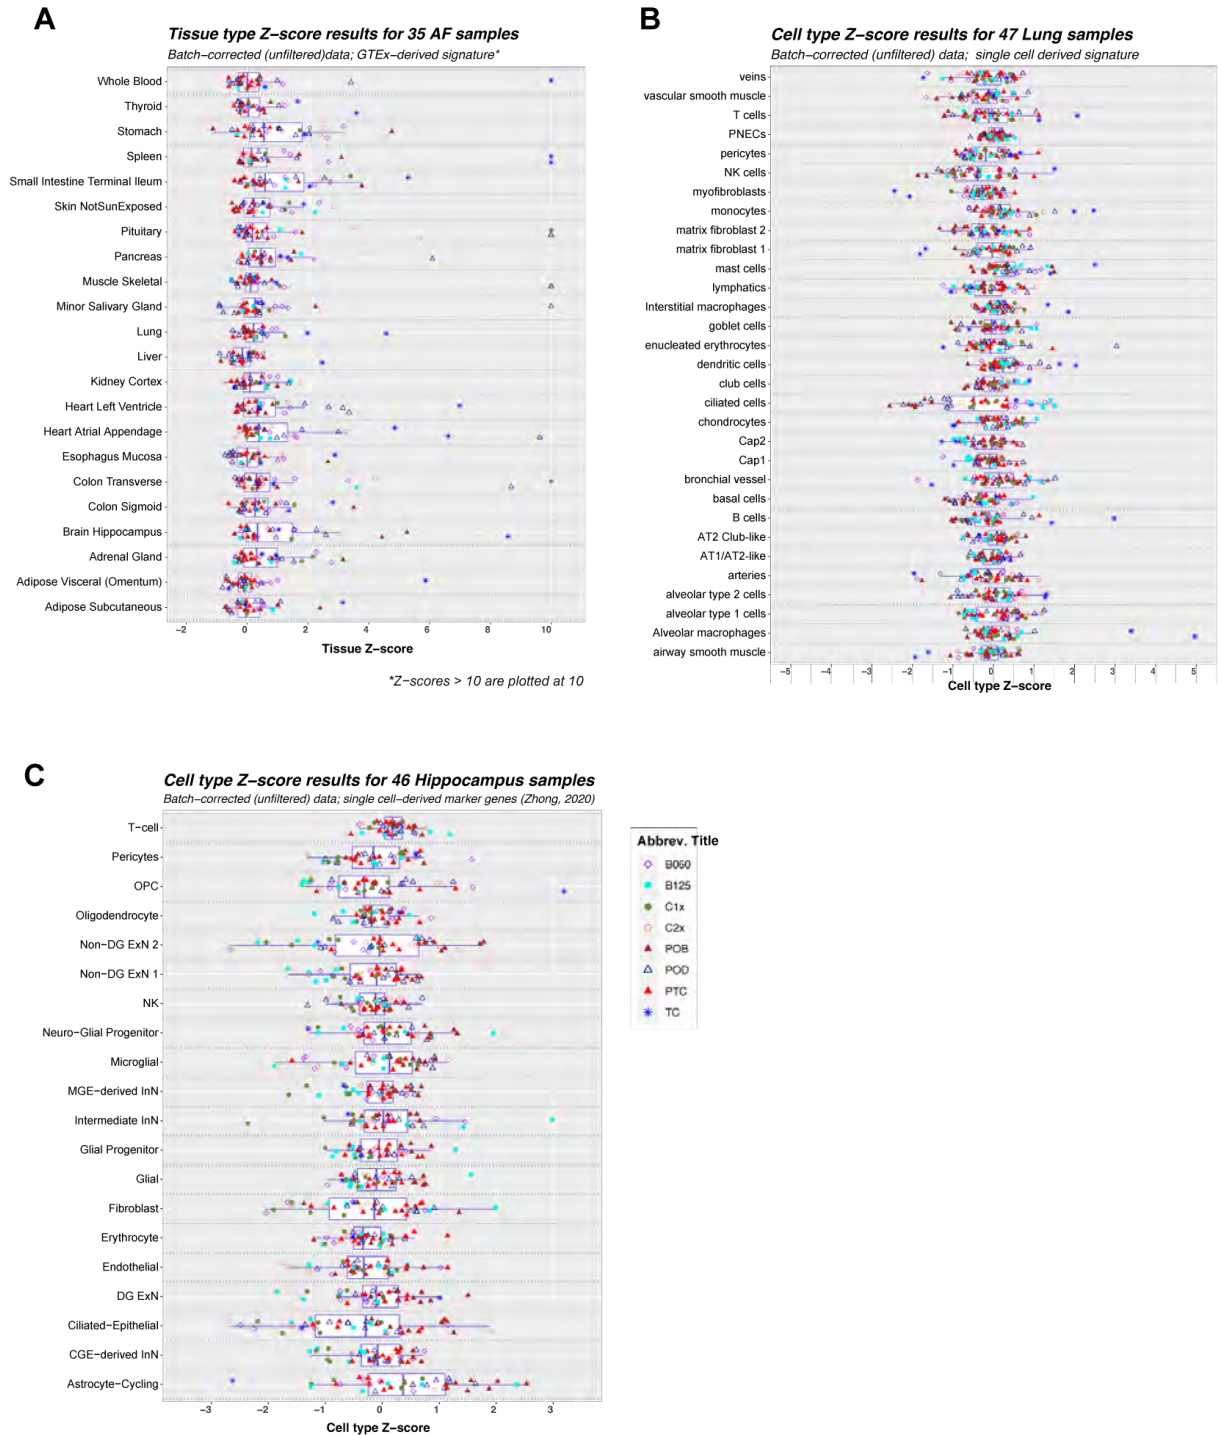 A
Tissue type Z−score results for 35 AF samples
Batch−corrected (unfiltered)data; GTEx−derived signature*
Whole Blood
Thyroid
Stomach
Spleen
Small Intestine Terminal Ileum
Skin NotSunExposed
Pituitary
Pancreas
Muscle Skeletal
Minor Salivary Gland
Lung
Liver
Kidney Cortex
Heart Left Ventricle
Heart Atrial Appendage
Esophagus Mucosa
Colon Transverse
Colon Sigmoid
Brain Hippocampus
Adrenal Gland
Adipose Visceral (Omentum)
Adipose Subcutaneous
−2 0 2 4 6 8 10
Tissue Z−score
*Z−scores > 10 are plotted at 10
B
Cell type Z−score results for 47 Lung samples
Batch−corrected (unfiltered) data; single cell derived signature
veins
vascular smooth muscle
T cells
PNECs
pericytes
NK cells
myofibroblasts
monocytes
matrix fibroblast 2
matrix fibroblast 1
mast cells
lymphatics
Interstitial macrophages
goblet cells
enucleated erythrocytes
dendritic cells
club cells
ciliated cells
chondrocytes
Cap2
Cap1
bronchial vessel
basal cells
B cells
AT2 Club-like
AT1/AT2-like
arteries
alveolar type 2 cells
alveolar type 1 cells
Alveolar macrophages
airway smooth muscle
−5 −4 −3 −2 −1 0 1 2 3 4 5
Cell type Z−score
C
Cell type Z−score results for 46 Hippocampus samples
Batch−corrected (unfiltered) data; single cell−derived marker genes (Zhong, 2020)
T−cell
Pericytes
OPC
Oligodendrocyte
Non−DG ExN 2
Non−DG ExN 1
NK
Neuro−Glial Progenitor
Microglial
MGE−derived InN
Intermediate InN
Glial Progenitor
Glial
Fibroblast
Erythrocyte
Endothelial
DG ExN
Ciliated−Epithelial
CGE−derived InN
Astrocyte−Cycling
−3 −2 −1 0 1 2 3
Cell type Z−score
Abbrev. Title
B060
B125
C1x
C2x
POB
POD
PTC
TC